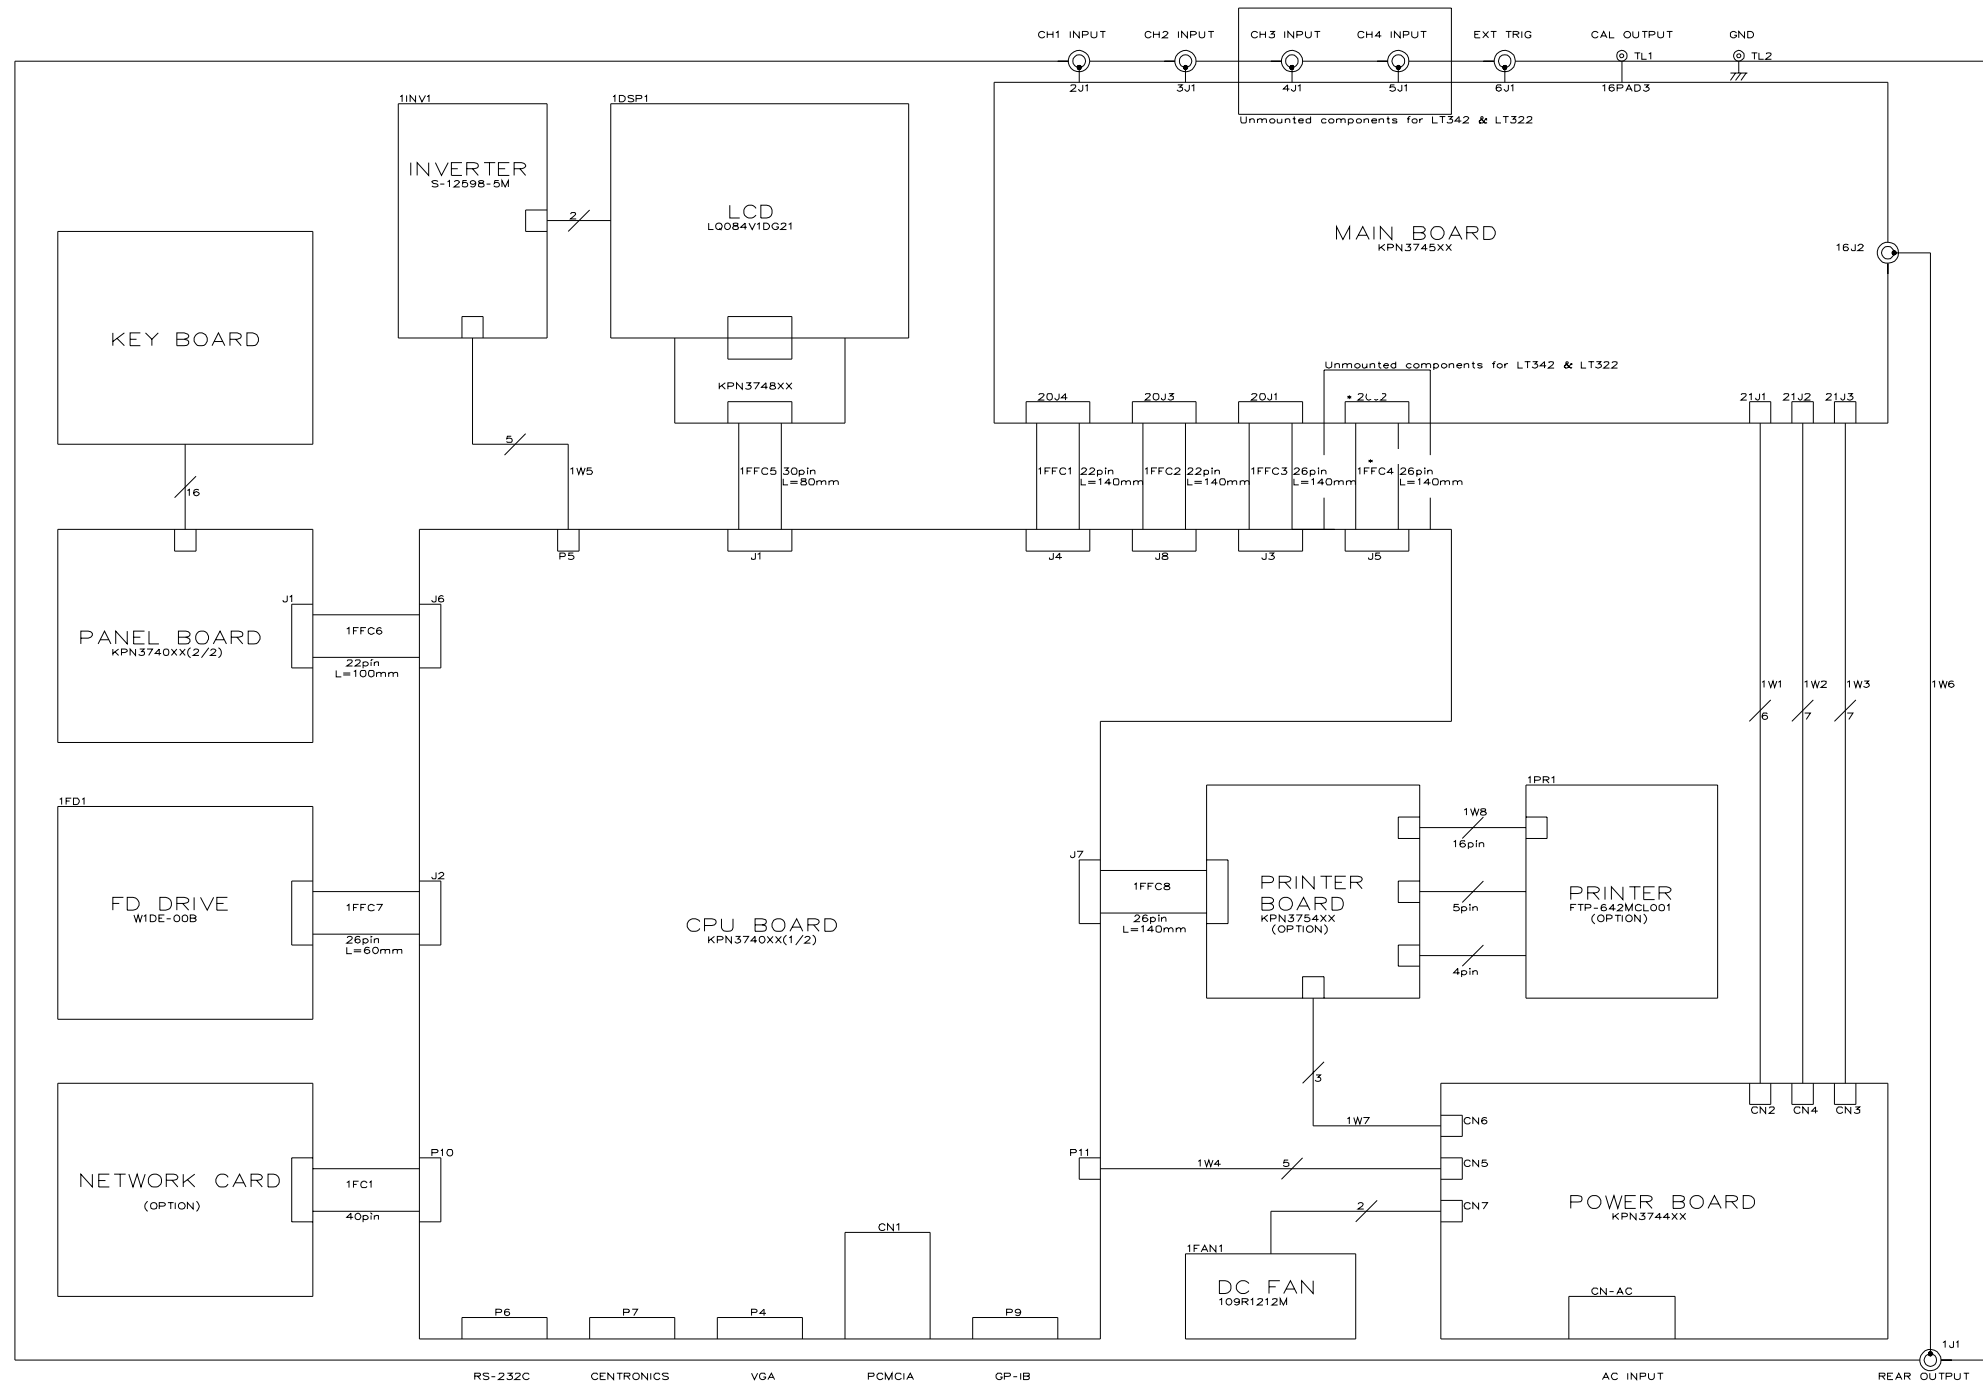 CH1 INPUT
CH2 INPUT
CH3 INPUT
CH4 INPUT
EXT TRIG
CAL OUTPUT
GND
TL1
TL2
2J1
3J1
4J1
5J1
6J1
16PAD3
Unmounted components for LT342 & LT322
1INV1
INVERTER
S-12598-5M
2
1DSP1
LCD
LQ084V1DG21
KPN3748XX
MAIN BOARD
KPN3745XX
16J2
KEY BOARD
16
5
1W5
1FFC5
30pin
L=80mm
Unmounted components for LT342 & LT322
20J4
20J3
20J1
21J1
21J2
21J3
1FFC1
22pin
L=140mm
1FFC2
22pin
L=140mm
1FFC3
26pin
L=140mm
*
1FFC4
26pin
L=140mm
P5
J1
J4
J8
J3
J5
J1
PANEL BOARD
KPN3740XX(2/2)
1FFC6
22pin
L=100mm
J6
1W1
6
1W2
7
1W3
7
1W6
1FD1
FD DRIVE
W1DE-00B
1FFC7
26pin
L=60mm
J2
CPU BOARD
KPN3740XX(1/2)
J7
1FFC8
26pin
L=140mm
PRINTER
BOARD
KPN3754XX
(OPTION)
1W8
16pin
5pin
4pin
1PR1
PRINTER
FTP-642MCL001
(OPTION)
3
1W7
NETWORK CARD
(OPTION)
1FC1
40pin
P10
P11
1W4
5
2
CN6
CN5
CN7
CN2
CN4
CN3
POWER BOARD
KPN3744XX
CN-AC
1FAN1
DC FAN
109R1212M
CN1
P6
P7
P4
P9
RS-232C
CENTRONICS
VGA
PCMCIA
GP-IB
AC INPUT
1J1
REAR OUTPUT